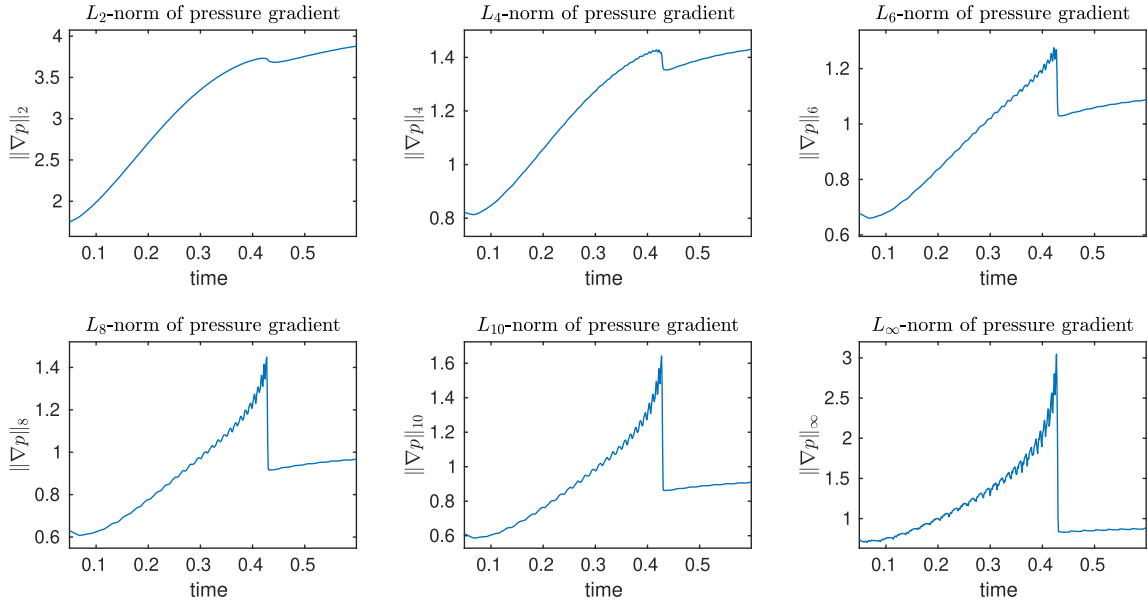 L₂-norm of pressure gradient
4
3.5
3
2.5
2
‖∇p‖₂
0.1 0.2 0.3 0.4 0.5
time
L₄-norm of pressure gradient
1.4
1.2
1
0.8
‖∇p‖₄
0.1 0.2 0.3 0.4 0.5
time
L₆-norm of pressure gradient
1.2
1
0.8
0.6
‖∇p‖₆
0.1 0.2 0.3 0.4 0.5
time
L₈-norm of pressure gradient
1.4
1.2
1
0.8
0.6
‖∇p‖₈
0.1 0.2 0.3 0.4 0.5
time
L₁₀-norm of pressure gradient
1.6
1.4
1.2
1
0.8
0.6
‖∇p‖₁₀
0.1 0.2 0.3 0.4 0.5
time
L∞-norm of pressure gradient
3
2.5
2
1.5
1
‖∇p‖∞
0.1 0.2 0.3 0.4 0.5
time